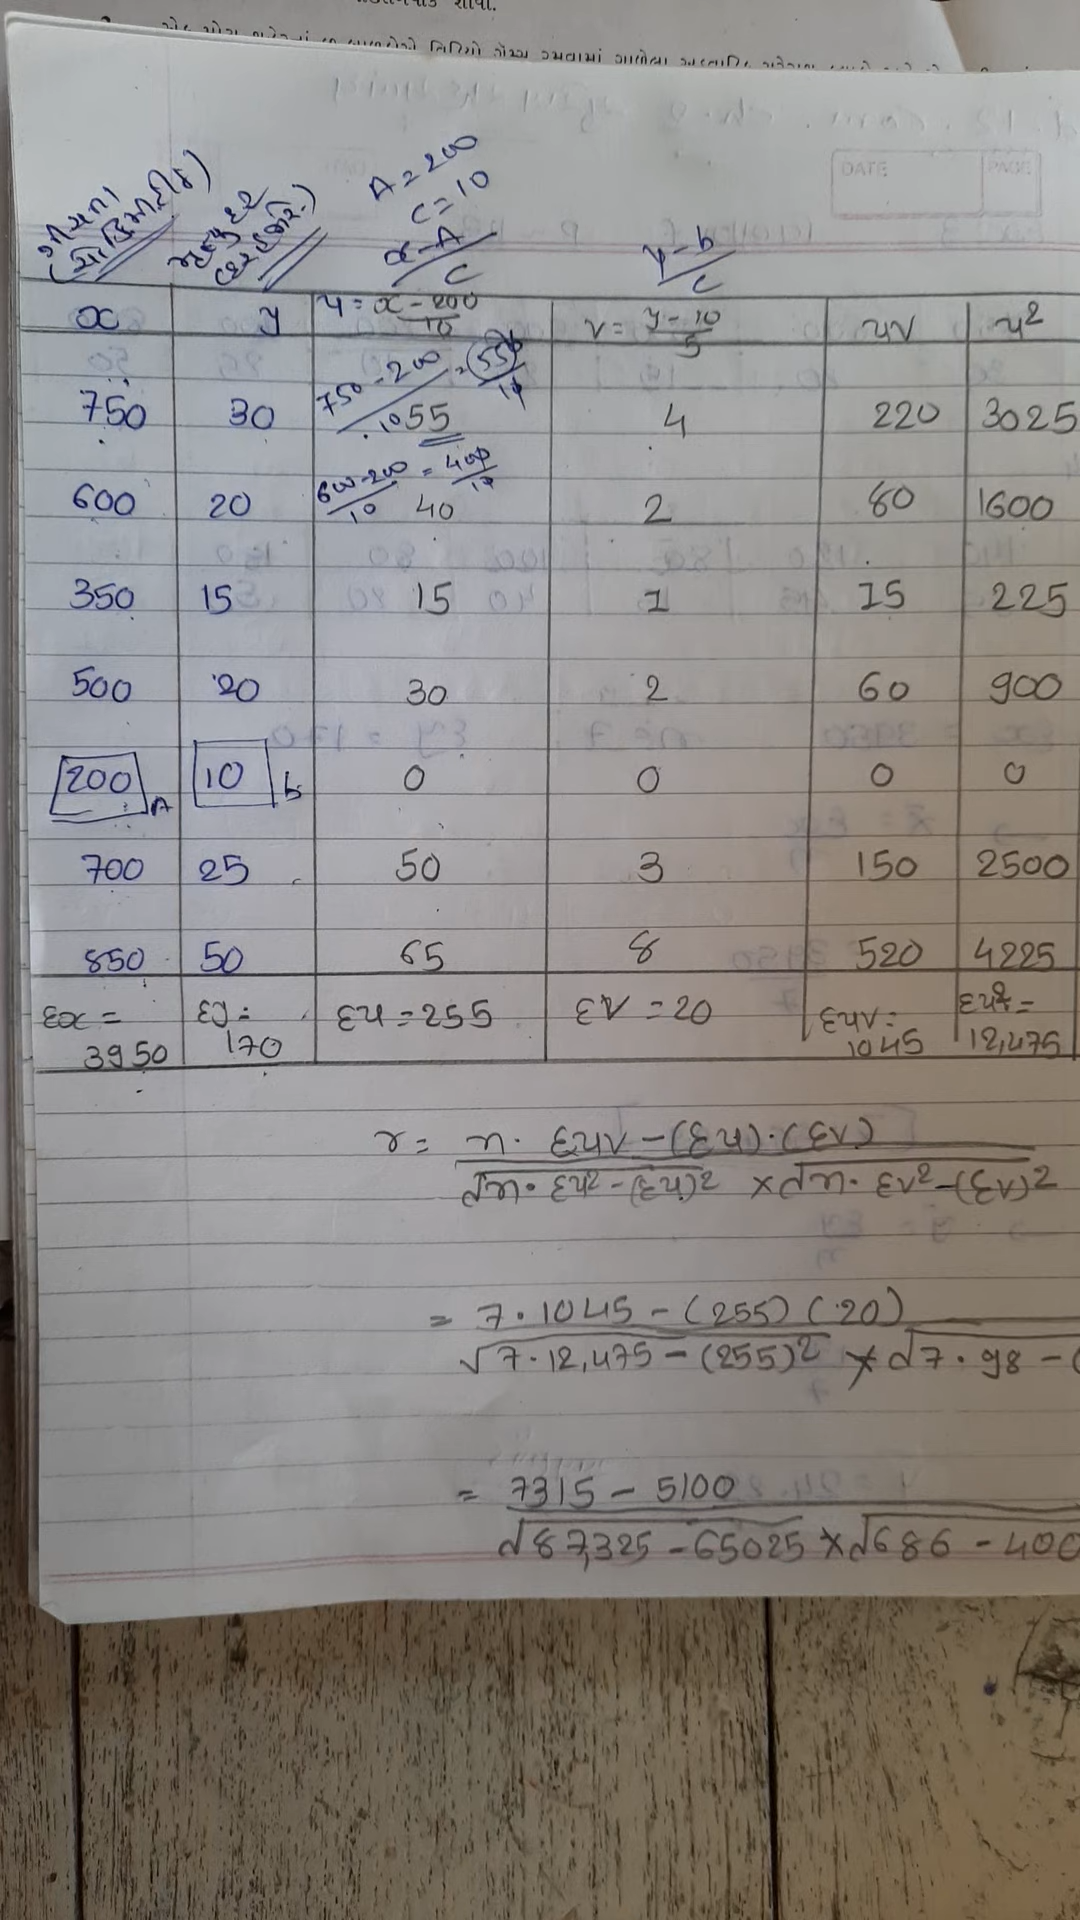 DATE
PAGE
A = 200
C = 10
x - A / C
y - b / C
x y u = x - 200 / 10 v = y - 10 / 5 uv u²
750 - 200 / 10 = 550 / 10
750 30 55 4 220 3025
600 - 200 / 10 = 400 / 10
600 20 40 2 80 1600
350 15 15 1 15 225
500 20 30 2 60 900
200 A 10 b 0 0 0 0
700 25 50 3 150 2500
850 50 65 8 520 4225
Σx = 3950 Σy = 170 Σu = 255 Σv = 20 Σuv = 1045 Σu² = 12,475
r = n · Σuv - (Σu) · (Σv)
√n · Σu² - (Σu)² × √n · Σv² - (Σv)²
= 7 · 1045 - (255) (20)
√7 · 12,475 - (255)² × √7 · 98 - (
= 7315 - 5100
√87,325 - 65025 × √686 - 400